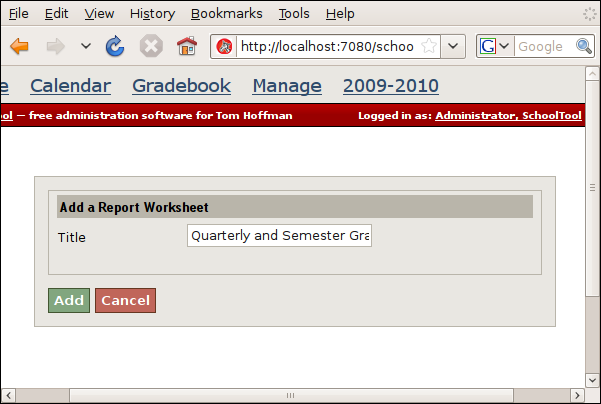 File Edit View History Bookmarks Tools Help
http://localhost:7080/schoo G Google
e Calendar Gradebook Manage 2009-2010
ol — free administration software for Tom Hoffman Logged in as: Administrator, SchoolTool
Add a Report Worksheet
Title Quarterly and Semester Gra
Add Cancel